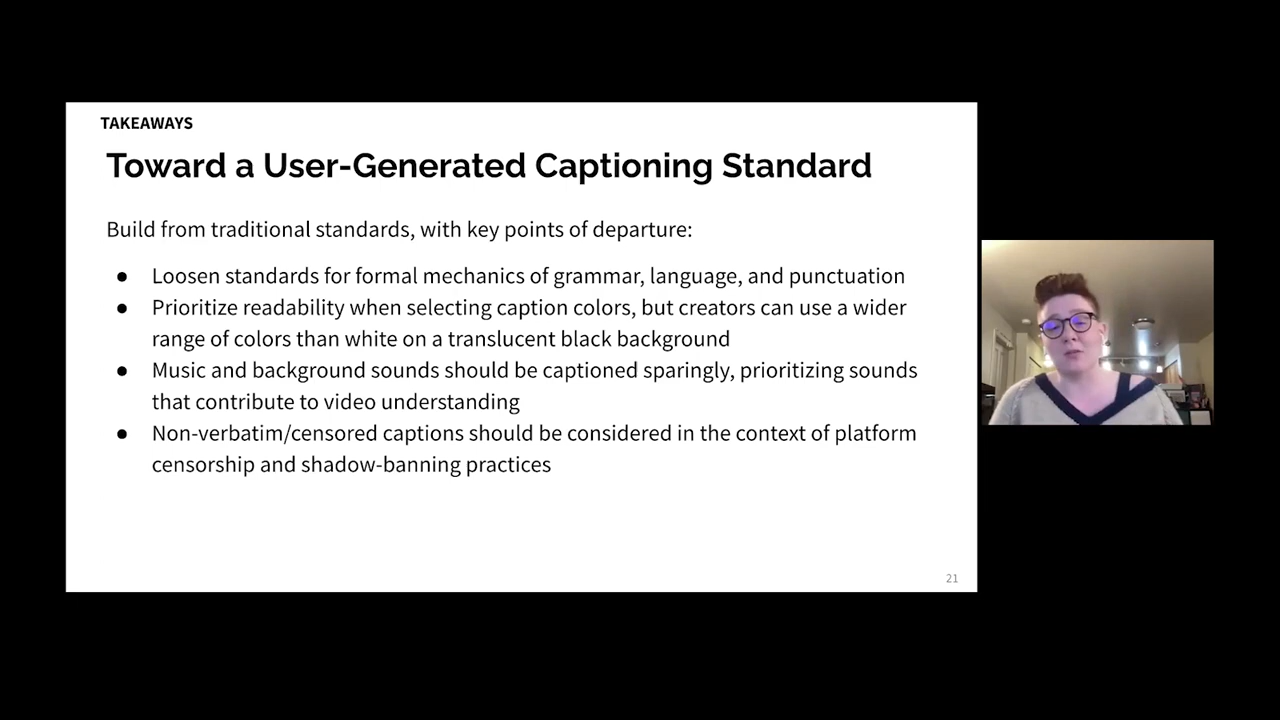 TAKEAWAYS
Toward a User-Generated Captioning Standard
Build from traditional standards, with key points of departure:
● Loosen standards for formal mechanics of grammar, language, and punctuation
● Prioritize readability when selecting caption colors, but creators can use a wider
range of colors than white on a translucent black background
● Music and background sounds should be captioned sparingly, prioritizing sounds
that contribute to video understanding
● Non-verbatim/censored captions should be considered in the context of platform
censorship and shadow-banning practices
21